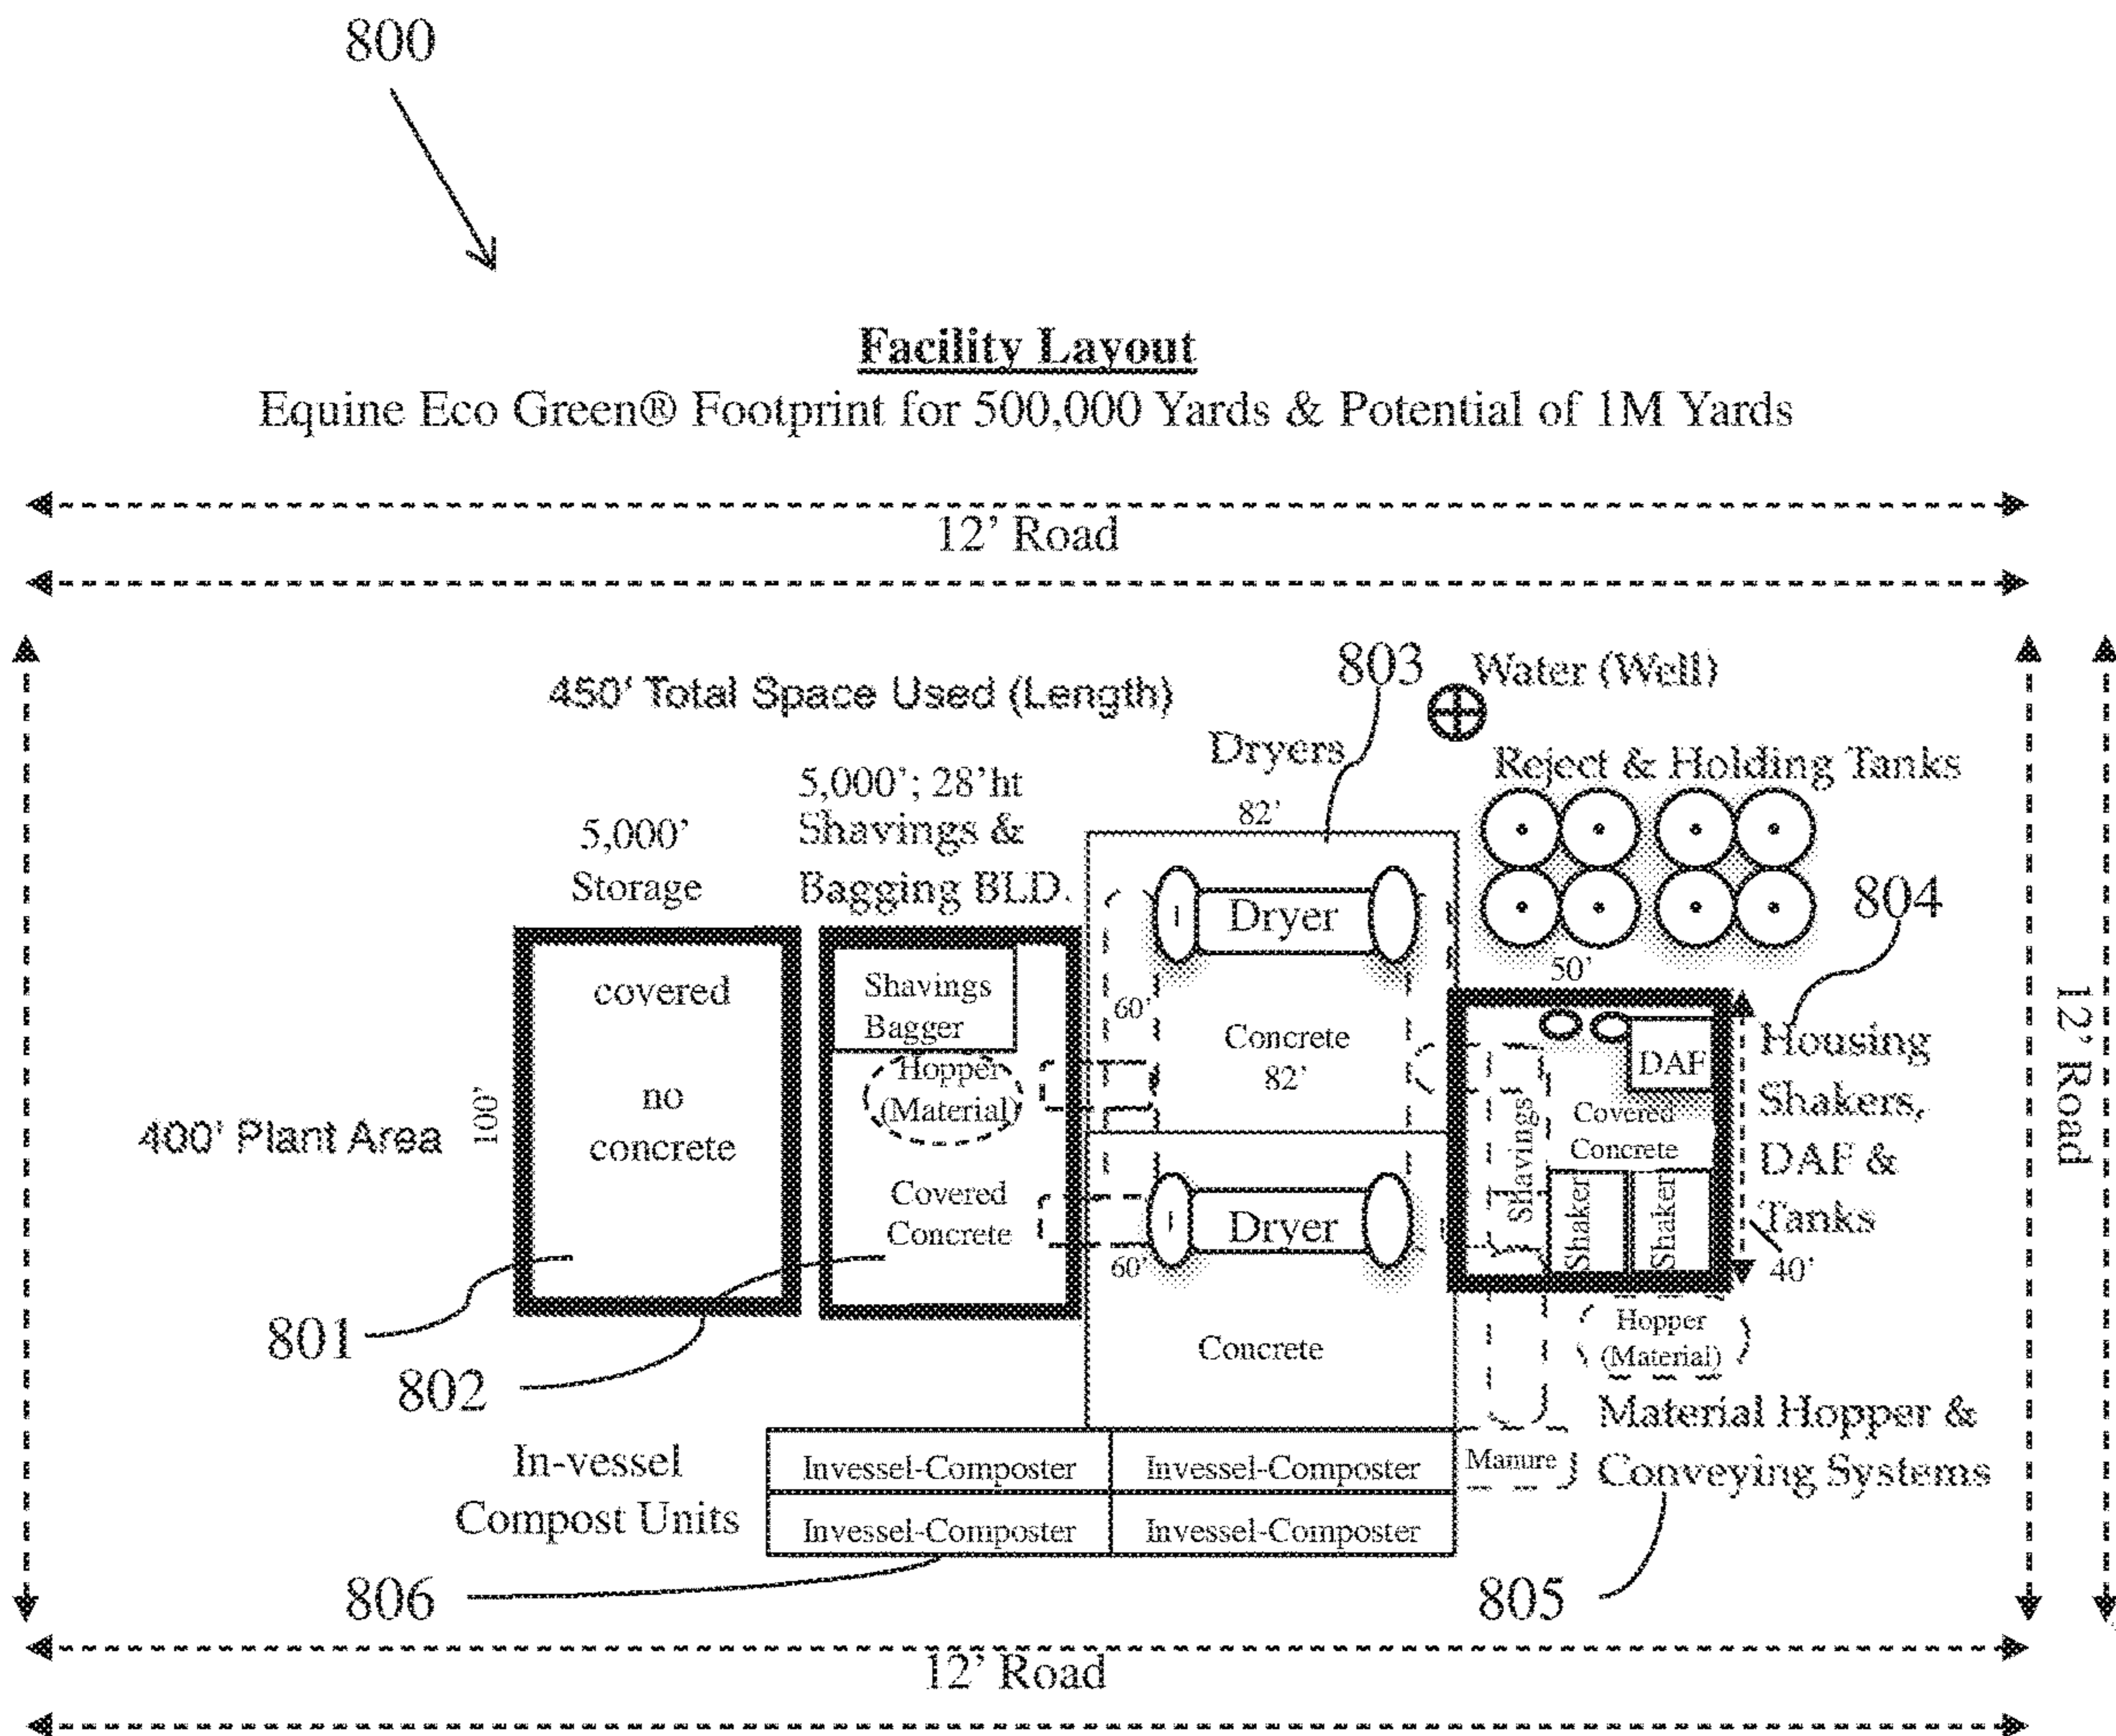 800
Facility Layout
Equine Eco Green® Footprint for 500,000 Yards & Potential of 1M Yards
12' Road
450' Total Space Used (Length)
803
Water (Well)
Dryers
Reject & Holding Tanks
5,000'; 28'ht
Shavings &
Bagging BLD.
5,000'
Storage
82'
804
Dryer
50'
covered
no
concrete
Shavings
Bagger
Hopper
(Material)
Covered
Concrete
60'
Concrete
82'
Dryer
60'
Concrete
Shavings
DAF
Covered
Concrete
Shaker
Shaker
Housing
Shakers,
DAF &
Tanks
40'
12' Road
400' Plant Area
100'
801
802
Hopper
(Material)
Material Hopper &
Conveying Systems
Manure
In-vessel
Compost Units
Invessel-Composter
Invessel-Composter
Invessel-Composter
Invessel-Composter
806
805
12' Road